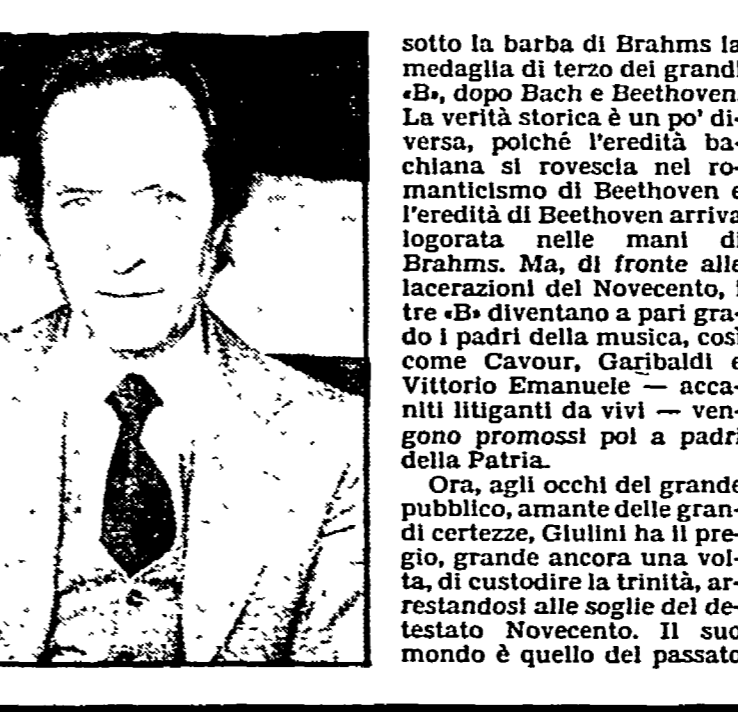 sotto la barba di Brahms la
medaglia di terzo dei grandi
«B», dopo Bach e Beethoven.
La verità storica è un po' di-
versa, poiché l'eredità ba-
chiana si rovescia nel ro-
manticismo di Beethoven e
l'eredità di Beethoven arriva
logorata nelle mani di
Brahms. Ma, di fronte alle
lacerazioni del Novecento, i
tre «B» diventano a pari gra-
do i padri della musica, così
come Cavour, Garibaldi e
Vittorio Emanuele — acca-
niti litiganti da vivi — ven-
gono promossi poi a padri
della Patria.
Ora, agli occhi del grande
pubblico, amante delle gran-
di certezze, Giulini ha il pre-
gio, grande ancora una vol-
ta, di custodire la trinità, ar-
restandosi alle soglie del de-
testato Novecento. Il suo
mondo è quello del passato